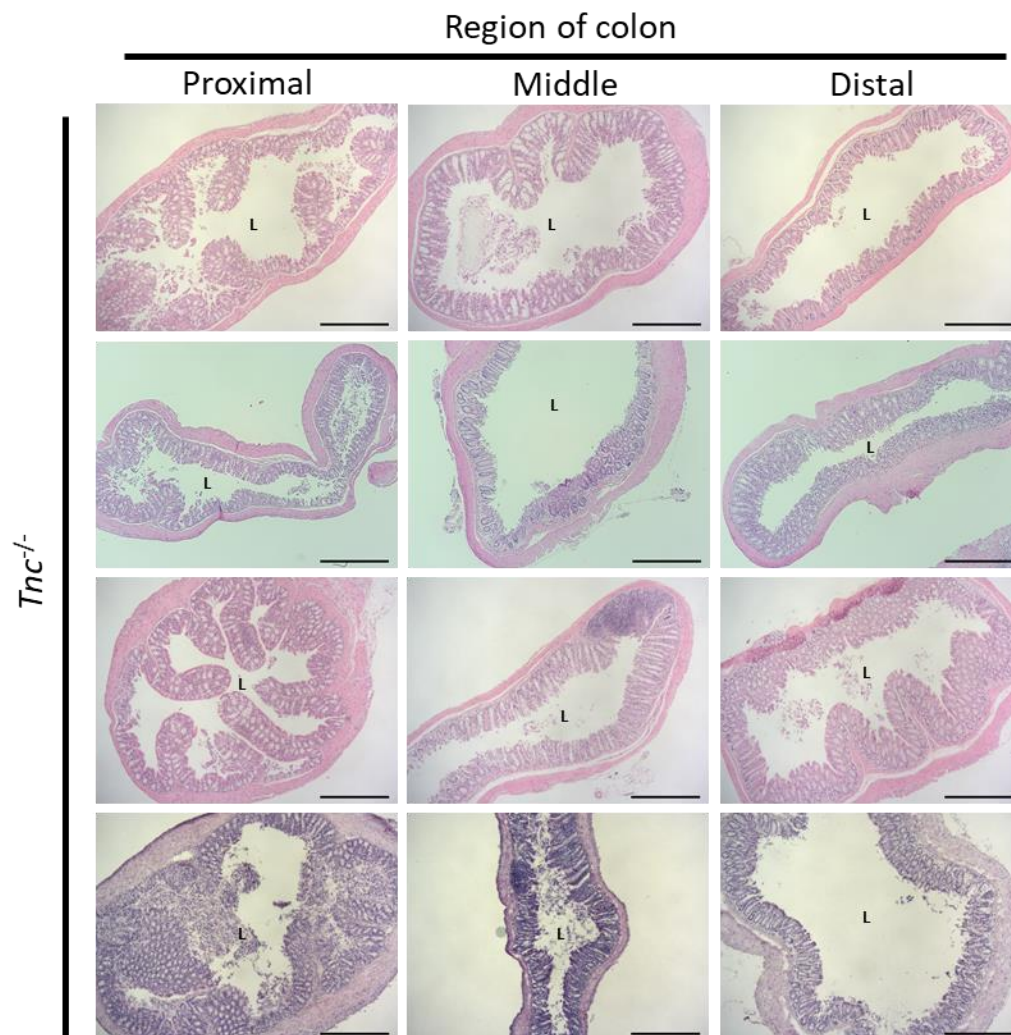 Region of colon
Proximal Middle Distal
L L L
L L L
Tnc-/-
L L L
L L L